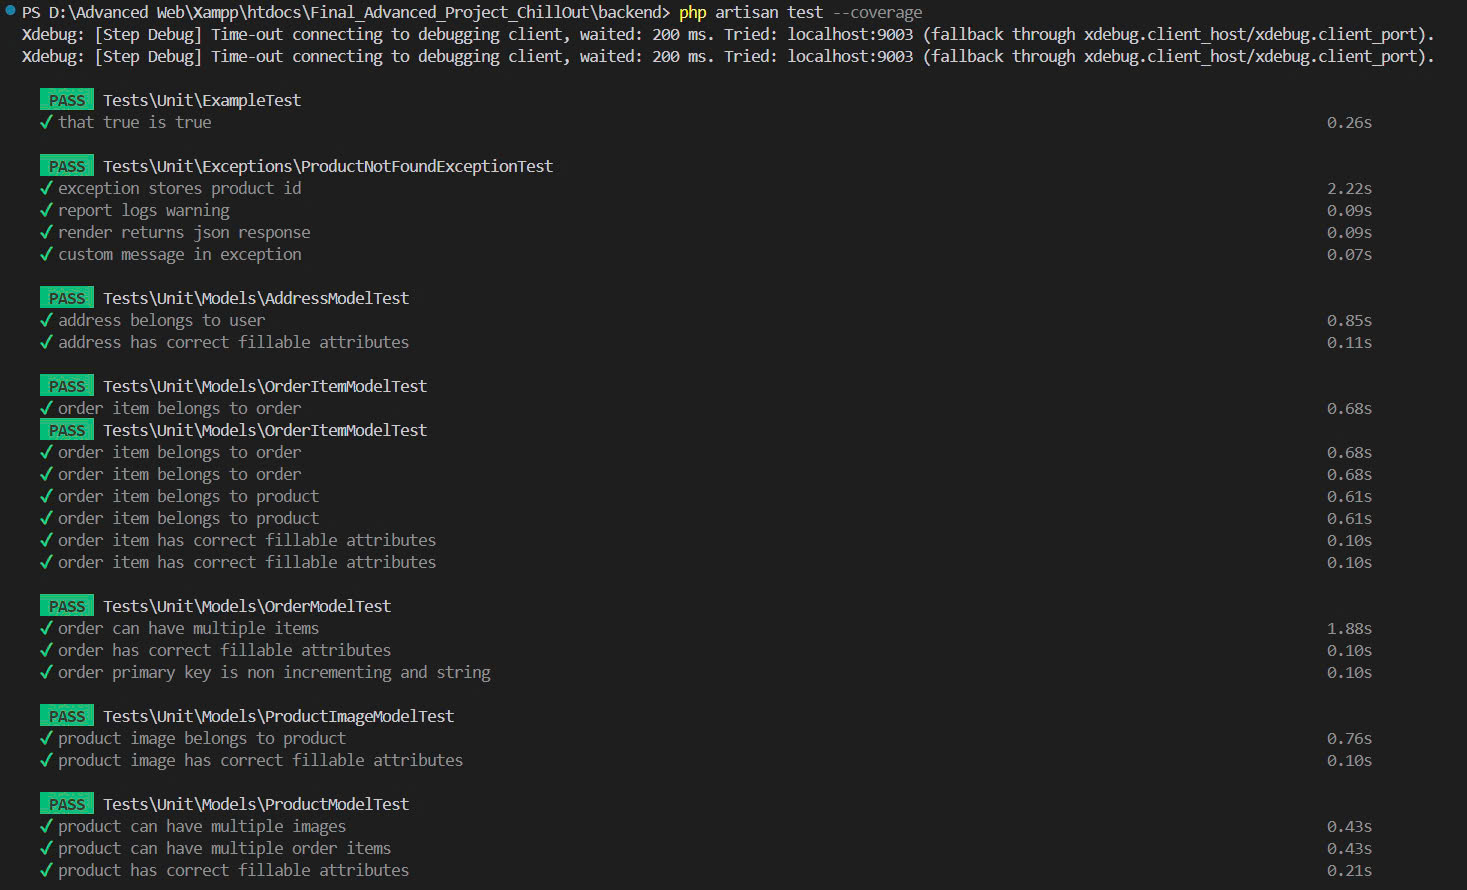 PS D:\Advanced Web\Xampp\htdocs\Final_Advanced_Project_ChillOut\backend> php artisan test --coverage
Xdebug: [Step Debug] Time-out connecting to debugging client, waited: 200 ms. Tried: localhost:9003 (fallback through xdebug.client_host/xdebug.client_port).
Xdebug: [Step Debug] Time-out connecting to debugging client, waited: 200 ms. Tried: localhost:9003 (fallback through xdebug.client_host/xdebug.client_port).
PASS Tests\Unit\ExampleTest
✓ that true is true 0.26s
PASS Tests\Unit\Exceptions\ProductNotFoundExceptionTest
✓ exception stores product id 2.22s
✓ report logs warning 0.09s
✓ render returns json response 0.09s
✓ custom message in exception 0.07s
PASS Tests\Unit\Models\AddressModelTest
✓ address belongs to user 0.85s
✓ address has correct fillable attributes 0.11s
PASS Tests\Unit\Models\OrderItemModelTest
✓ order item belongs to order 0.68s
PASS Tests\Unit\Models\OrderItemModelTest
✓ order item belongs to order 0.68s
✓ order item belongs to order 0.68s
✓ order item belongs to product 0.61s
✓ order item belongs to product 0.61s
✓ order item has correct fillable attributes 0.10s
✓ order item has correct fillable attributes 0.10s
PASS Tests\Unit\Models\OrderModelTest
✓ order can have multiple items 1.88s
✓ order has correct fillable attributes 0.10s
✓ order primary key is non incrementing and string 0.10s
PASS Tests\Unit\Models\ProductImageModelTest
✓ product image belongs to product 0.76s
✓ product image has correct fillable attributes 0.10s
PASS Tests\Unit\Models\ProductModelTest
✓ product can have multiple images 0.43s
✓ product can have multiple order items 0.43s
✓ product has correct fillable attributes 0.21s